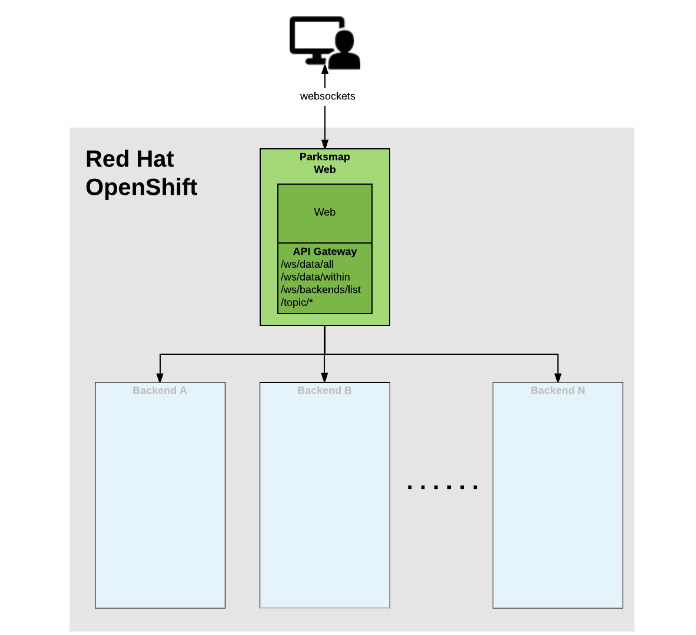 websockets
Red Hat
OpenShift
Parksmap
Web
Web
API Gateway
/ws/data/all
/ws/data/within
/ws/backends/list
/topic/*
Backend A
Backend B
Backend N
. . . . . .